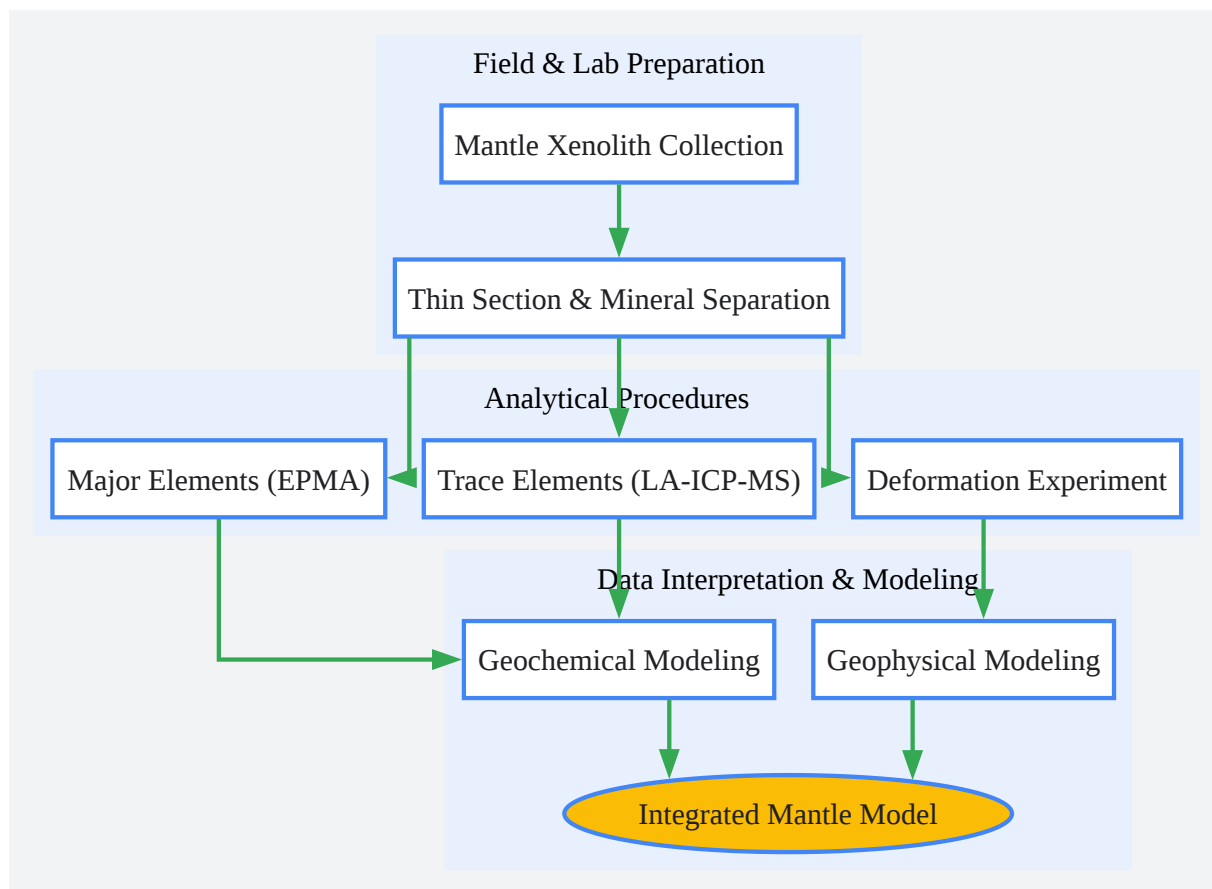 Field & Lab Preparation
Mantle Xenolith Collection
Thin Section & Mineral Separation
Analytical Procedures
Major Elements (EPMA)
Trace Elements (LA-ICP-MS)
Deformation Experiment
Data Interpretation & Modeling
Geochemical Modeling
Geophysical Modeling
Integrated Mantle Model